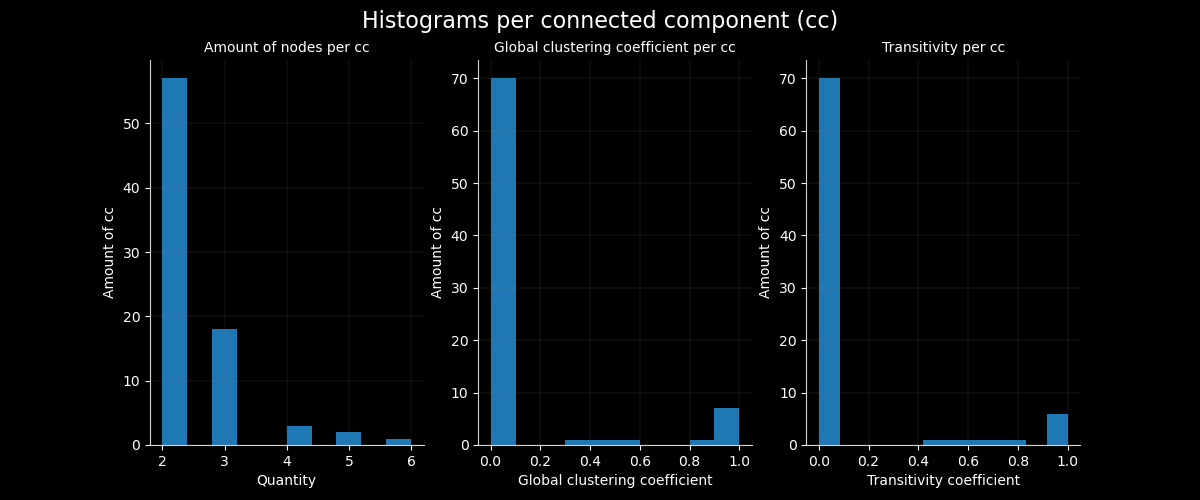 Histograms per connected component (cc)
Amount of nodes per cc
Amount of cc
0
10
20
30
40
50
2 3 4 5 6
Quantity
Global clustering coefficient per cc
Amount of cc
0
10
20
30
40
50
60
70
0.0 0.2 0.4 0.6 0.8 1.0
Global clustering coefficient
Transitivity per cc
Amount of cc
0
10
20
30
40
50
60
70
0.0 0.2 0.4 0.6 0.8 1.0
Transitivity coefficient